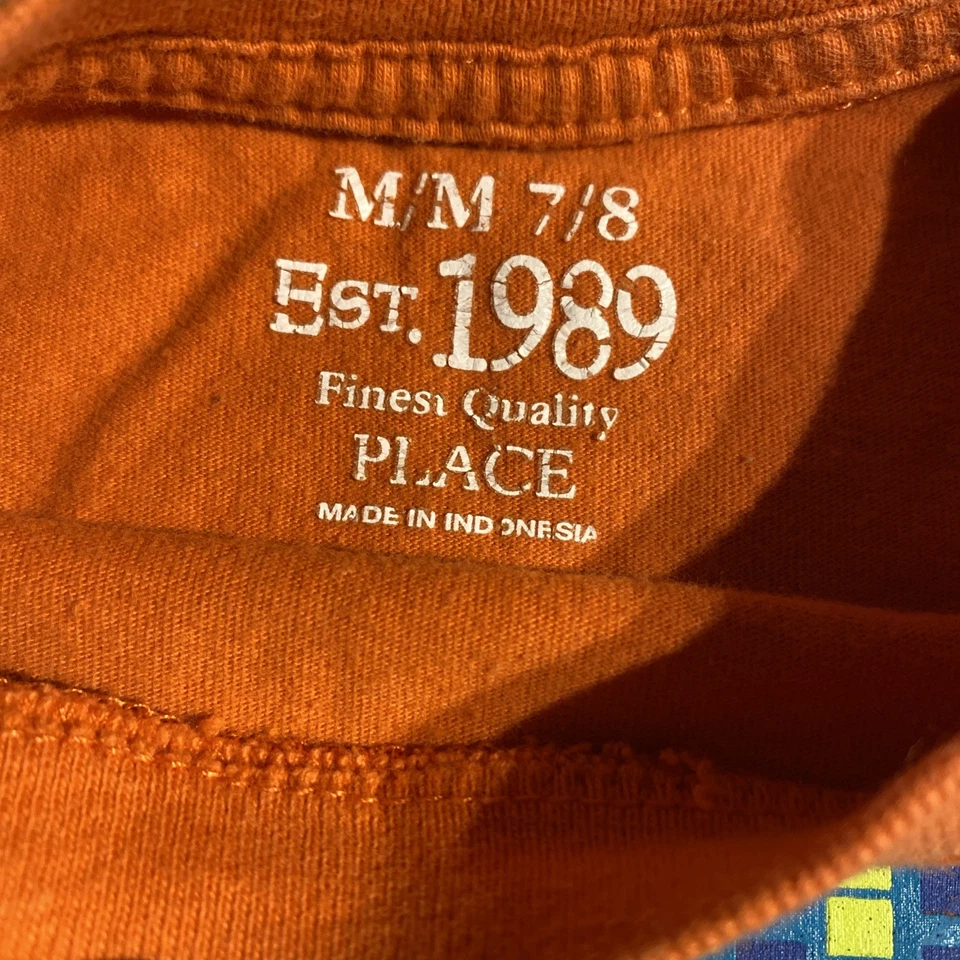 M/M 7/8
EST. 1989
Finest Quality
PLACE
MADE IN INDONESIA